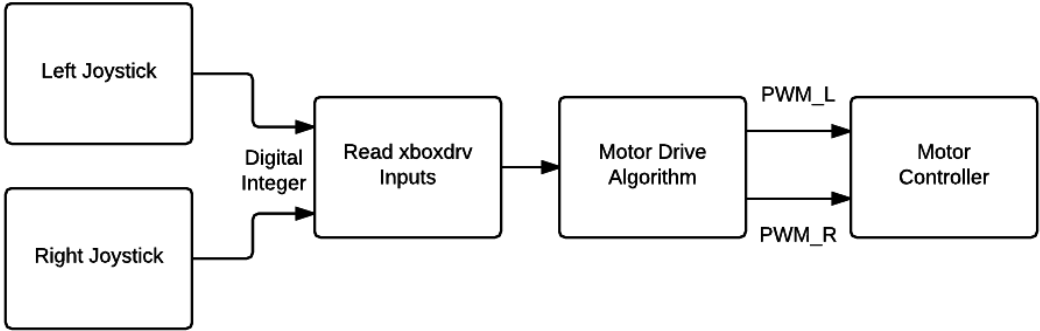 Left Joystick
Right Joystick
Digital
Integer
Read xboxdrv
Inputs
Motor Drive
Algorithm
PWM_L
PWM_R
Motor
Controller